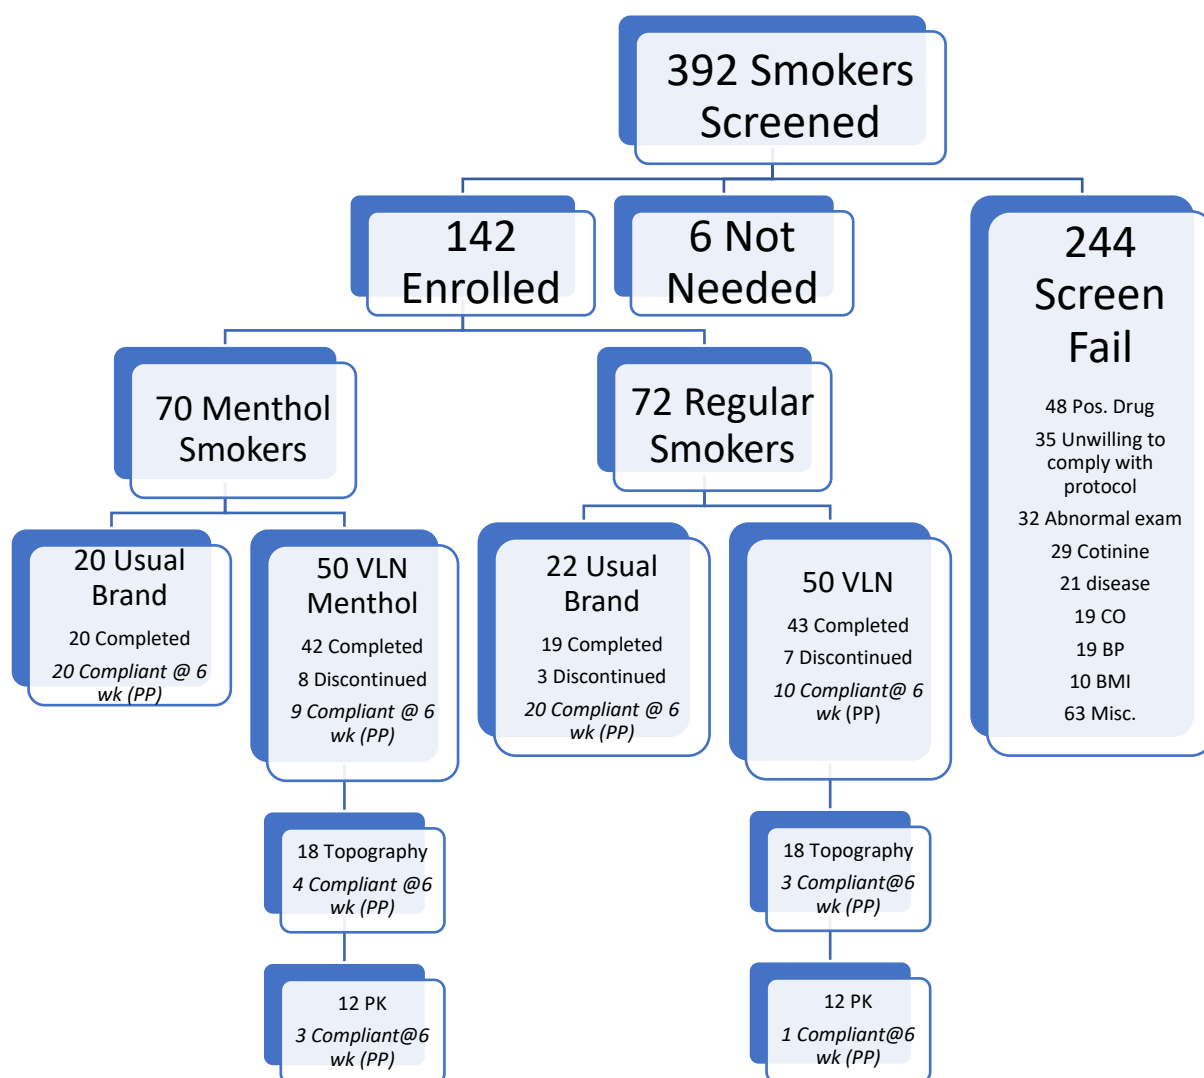 392 Smokers
Screened
142
Enrolled
6 Not
Needed
244
Screen
Fail
48 Pos. Drug
35 Unwilling to
comply with
protocol
32 Abnormal exam
29 Cotinine
21 disease
19 CO
19 BP
10 BMI
63 Misc.
70 Menthol
Smokers
72 Regular
Smokers
20 Usual
Brand
20 Completed
20 Compliant @ 6
wk (PP)
50 VLN
Menthol
42 Completed
8 Discontinued
9 Compliant @ 6
wk (PP)
22 Usual
Brand
19 Completed
3 Discontinued
20 Compliant @ 6
wk (PP)
50 VLN
43 Completed
7 Discontinued
10 Compliant@ 6
wk (PP)
18 Topography
4 Compliant @6
wk (PP)
18 Topography
3 Compliant@6
wk (PP)
12 PK
3 Compliant@6
wk (PP)
12 PK
1 Compliant@6
wk (PP)